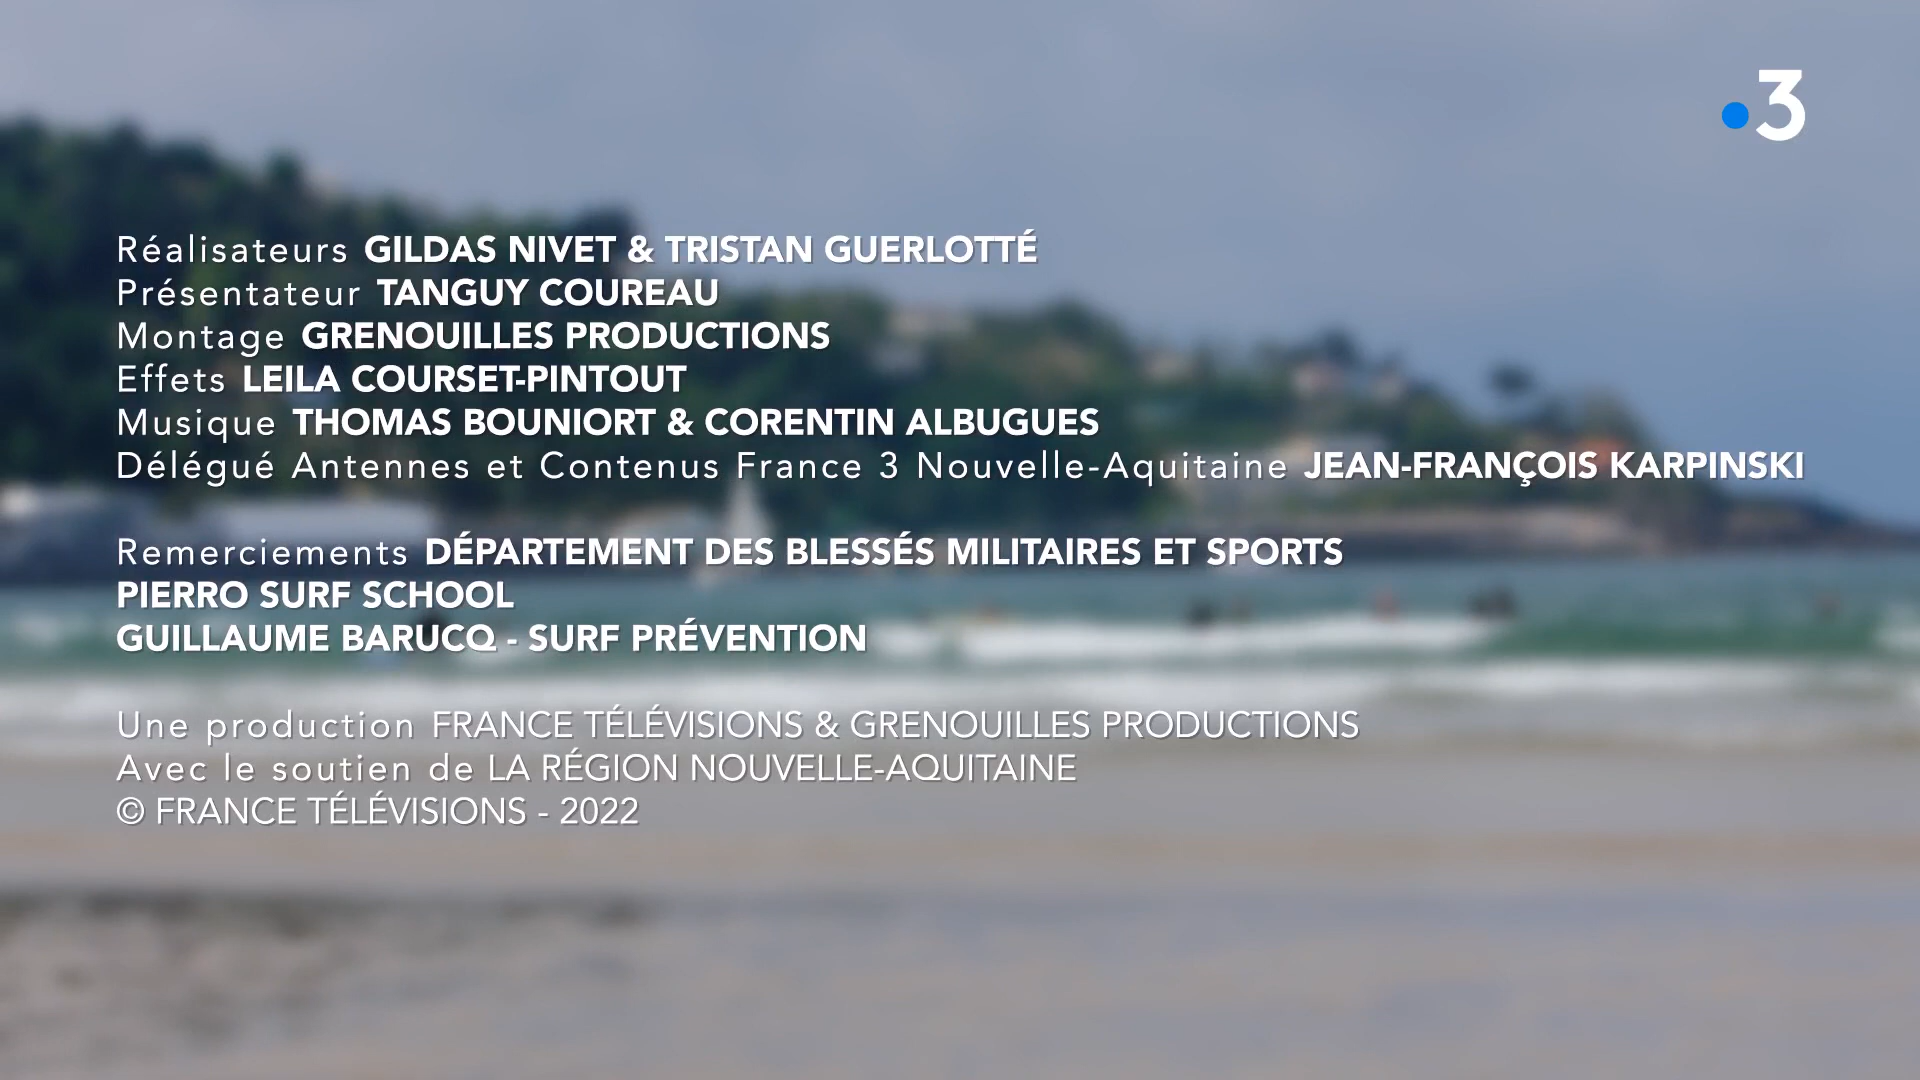 3
Réalisateurs GILDAS NIVET & TRISTAN GUERLOTTÉ
Présentateur TANGUY COUREAU
Montage GRENOUILLES PRODUCTIONS
Effets LEILA COURSET-PINTOUT
Musique THOMAS BOUNIORT & CORENTIN ALBUGUES
Délégué Antennes et Contenus France 3 Nouvelle-Aquitaine JEAN-FRANÇOIS KARPINSKI
Remerciements DÉPARTEMENT DES BLESSÉS MILITAIRES ET SPORTS
PIERRO SURF SCHOOL
GUILLAUME BARUCQ - SURF PRÉVENTION
Une production FRANCE TÉLÉVISIONS & GRENOUILLES PRODUCTIONS
Avec le soutien de LA RÉGION NOUVELLE-AQUITAINE
© FRANCE TÉLÉVISIONS - 2022